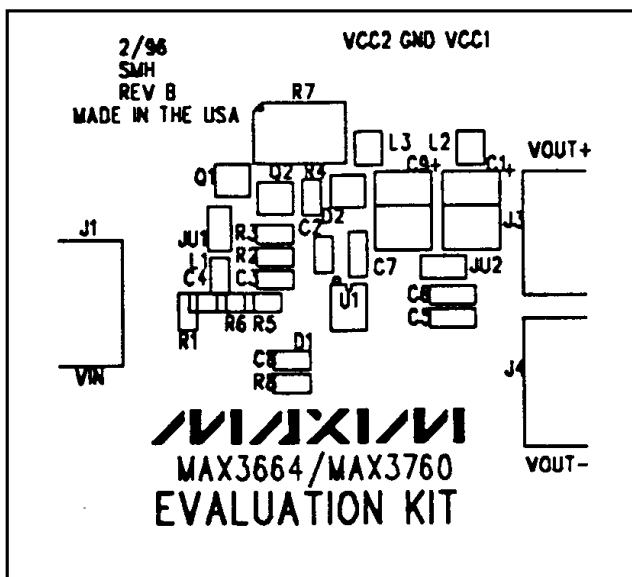 2/96
SMH
REV B
MADE IN THE USA
VCC2 GND VCC1
R7
L3 L2
C9+ C1+
VOUT+
Q1 Q2 R4
D2
J1
JU1 R3 C2
J3
L1 R2
C7 JU2
C4 C3
U1 C6
R6 R5 C5
R1
D1
VIN
C8
J4
R8
MAXIM
VOUT-
MAX3664/MAX3760
EVALUATION KIT